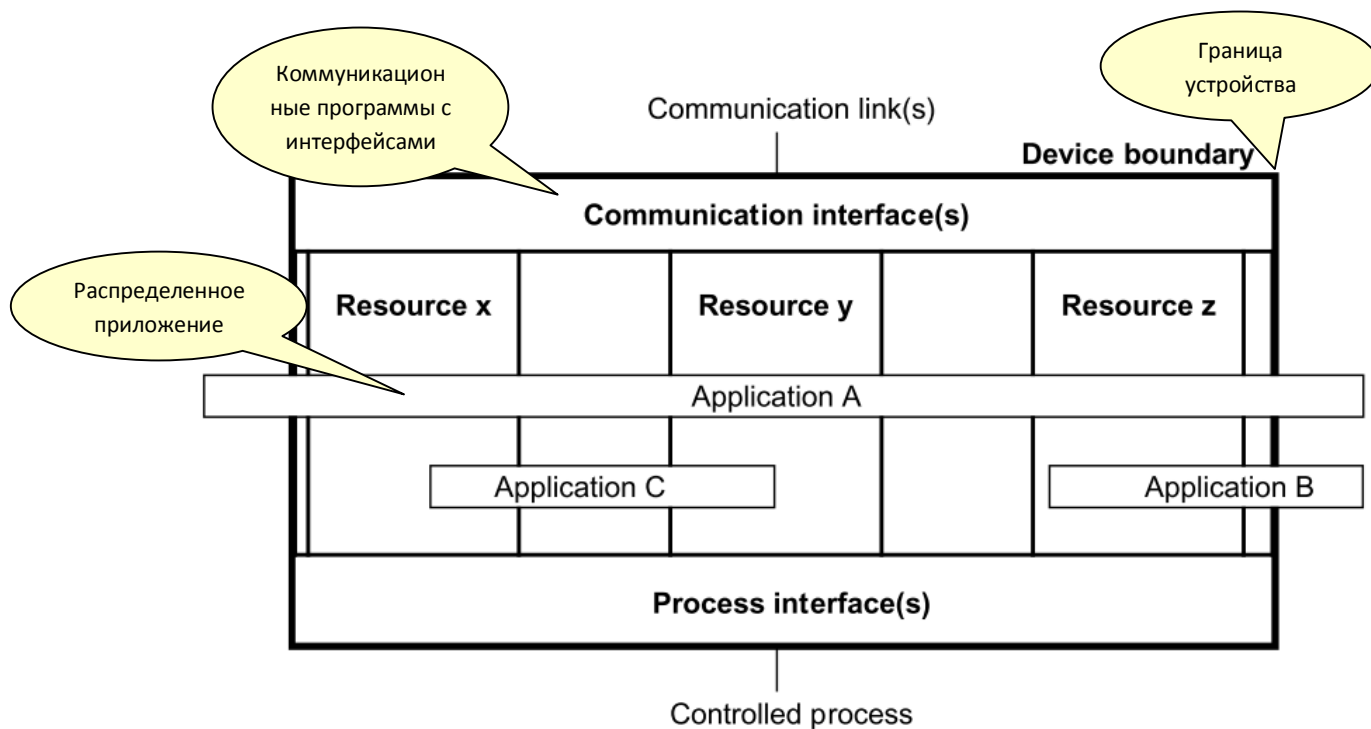 Коммуникацион
ные программы с
интерфейсами
Граница
устройства
Communication link(s)
Device boundary
Communication interface(s)
Распределенное
приложение
Resource x
Resource y
Resource z
Application A
Application C
Application B
Process interface(s)
Controlled process